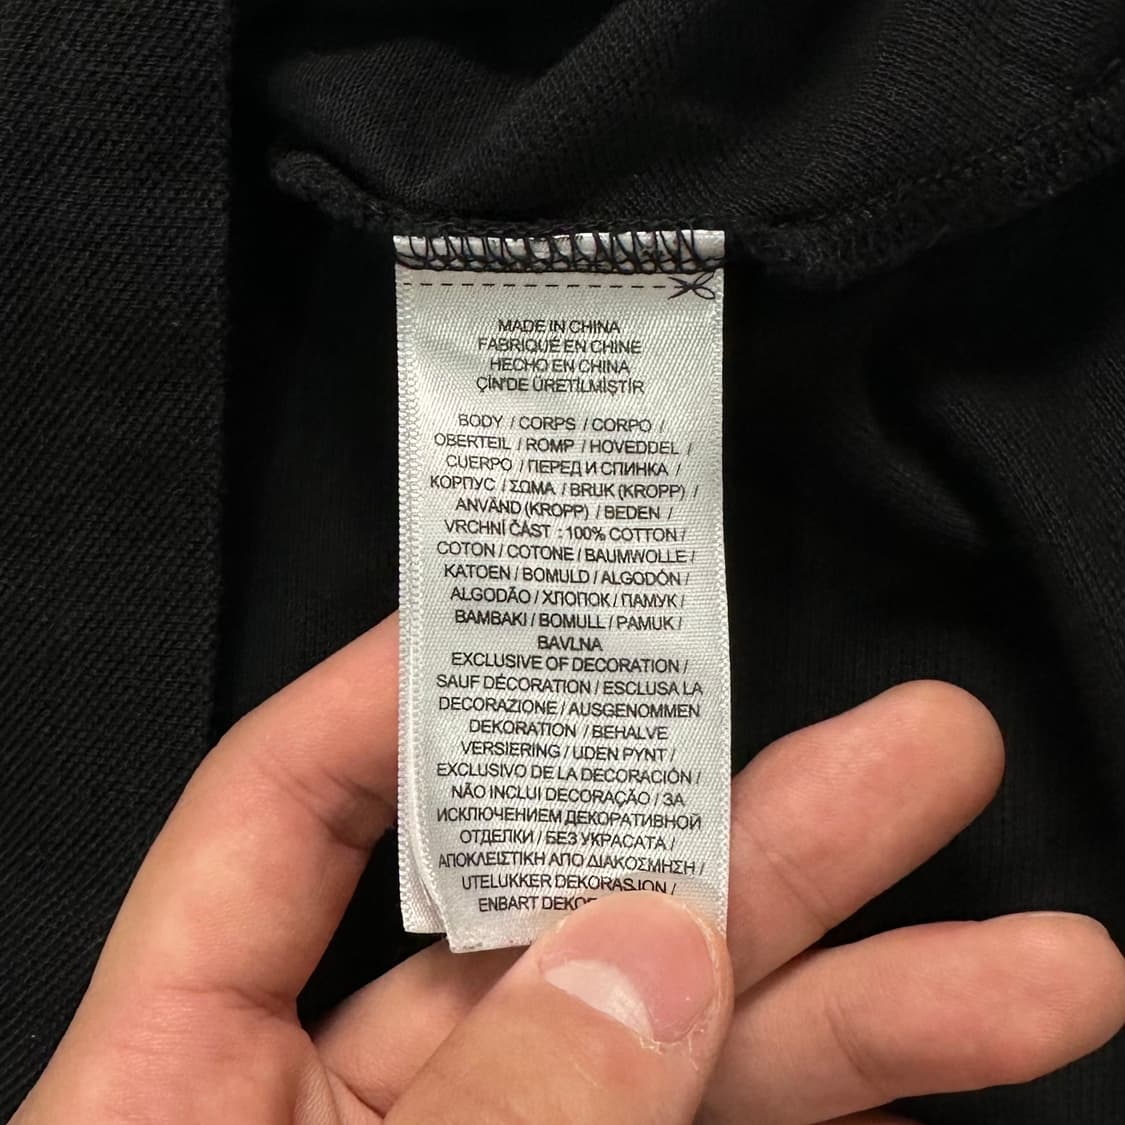 MADE IN CHINA
FABRIQUÉ EN CHINE
HECHO EN CHINA
ÇİN'DE ÜRETİLMİŞTİR
BODY / CORPS / CORPO /
OBERTEIL / ROMP / HOVEDDEL /
CUERPO / ПЕРЕД И СПИНКА /
КОРПУС / ΣΩΜΑ / BRUK (KROPP) /
ANVÄND (KROPP) / BEDEN /
VRCHNÍ ČÁST : 100% COTTON /
COTON / COTONE / BAUMWOLLE /
KATOEN / BOMULD / ALGODÓN /
ALGODÃO / ХЛОПОК / ПАМУК /
BAMBAKI / BOMULL / PAMUK /
BAVLNA
EXCLUSIVE OF DECORATION /
SAUF DÉCORATION / ESCLUSA LA
DECORAZIONE / AUSGENOMMEN
DEKORATION / BEHALVE
VERSIERING / UDEN PYNT /
EXCLUSIVO DE LA DECORACIÓN /
NÃO INCLUI DECORAÇÃO / ЗА
ИСКЛЮЧЕНИЕМ ДЕКОРАТИВНОЙ
ОТДЕЛКИ / БЕЗ УКРАСАТА /
ΑΠΟΚΛΕΙΣΤΙΚΗ ΑΠΟ ΔΙΑΚΟΣΜΗΣΗ /
UTELUKKER DEKORASJON /
ENBART